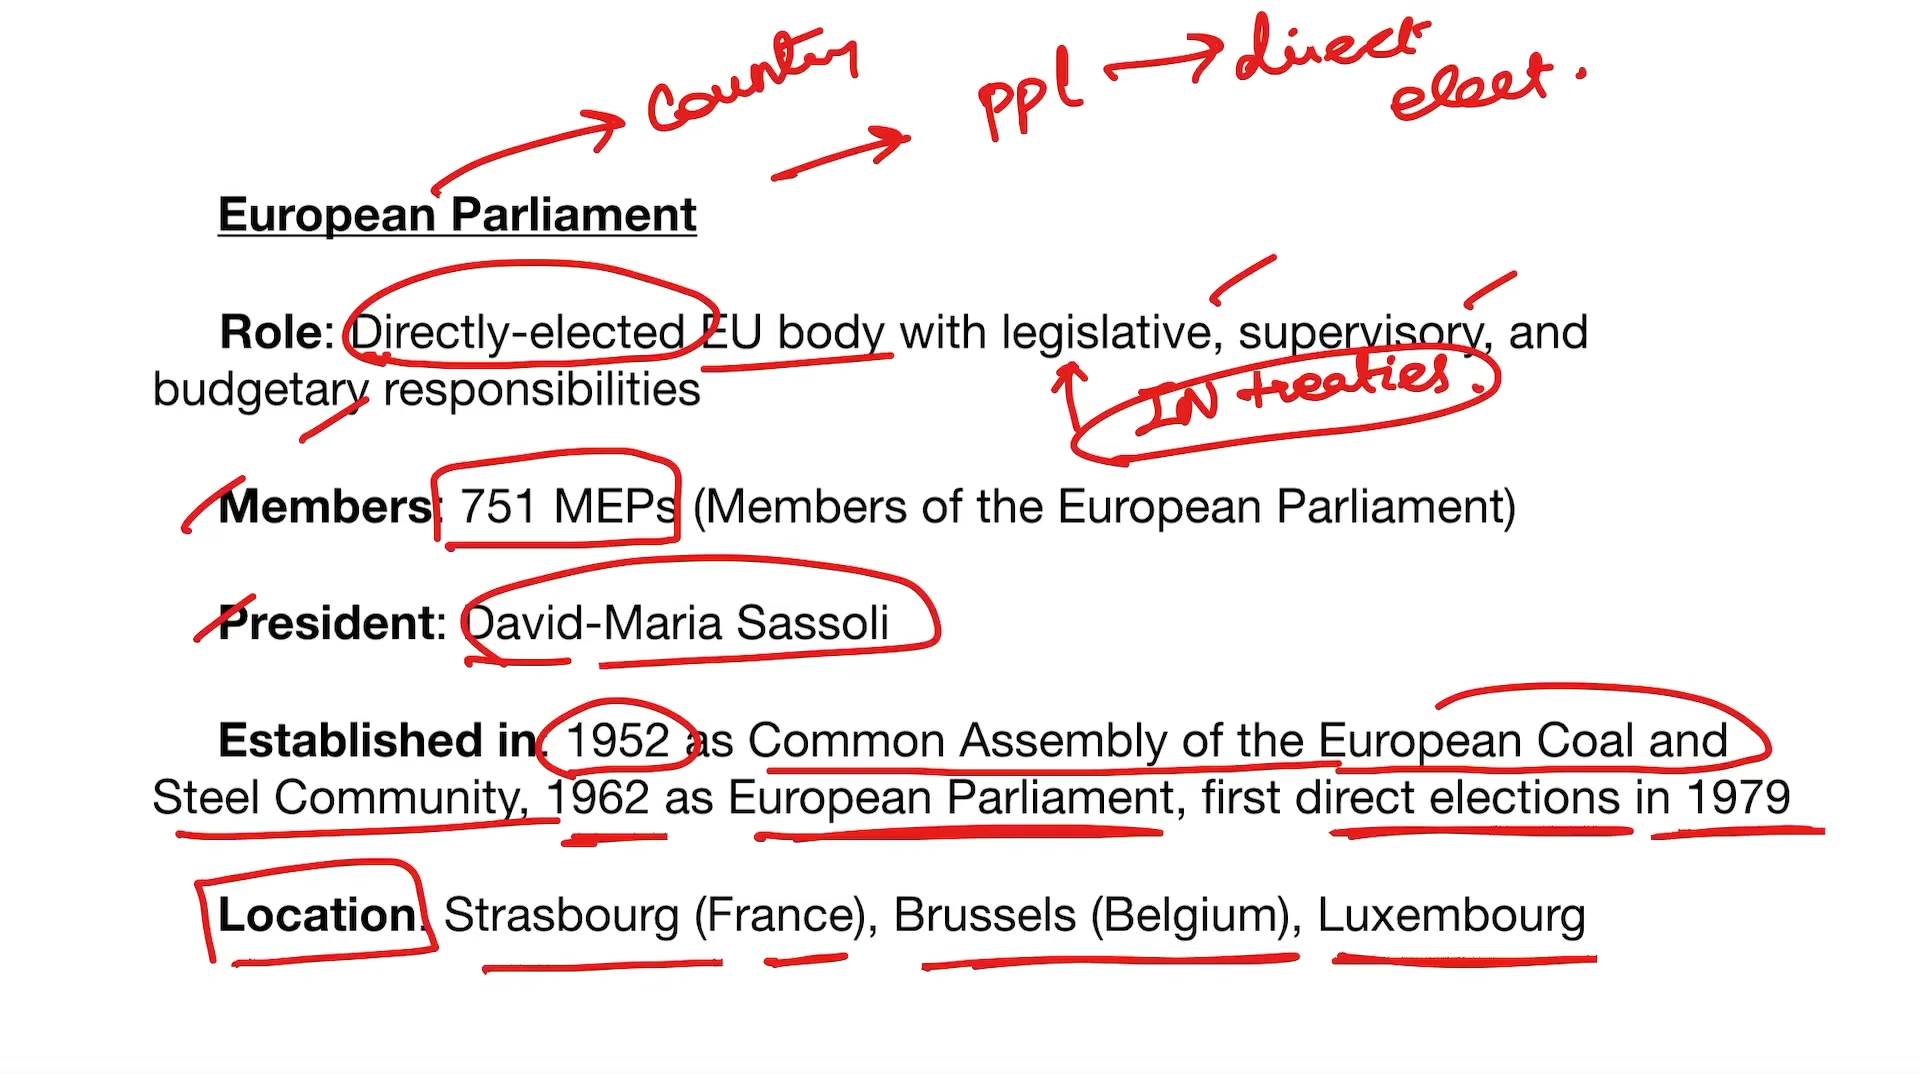 country
ppl → direct
elect.
European Parliament
Role: Directly-elected EU body with legislative, supervisory, and
budgetary responsibilities
IN treaties.
Members: 751 MEPs (Members of the European Parliament)
President: David-Maria Sassoli
Established in: 1952 as Common Assembly of the European Coal and
Steel Community, 1962 as European Parliament, first direct elections in 1979
Location: Strasbourg (France), Brussels (Belgium), Luxembourg